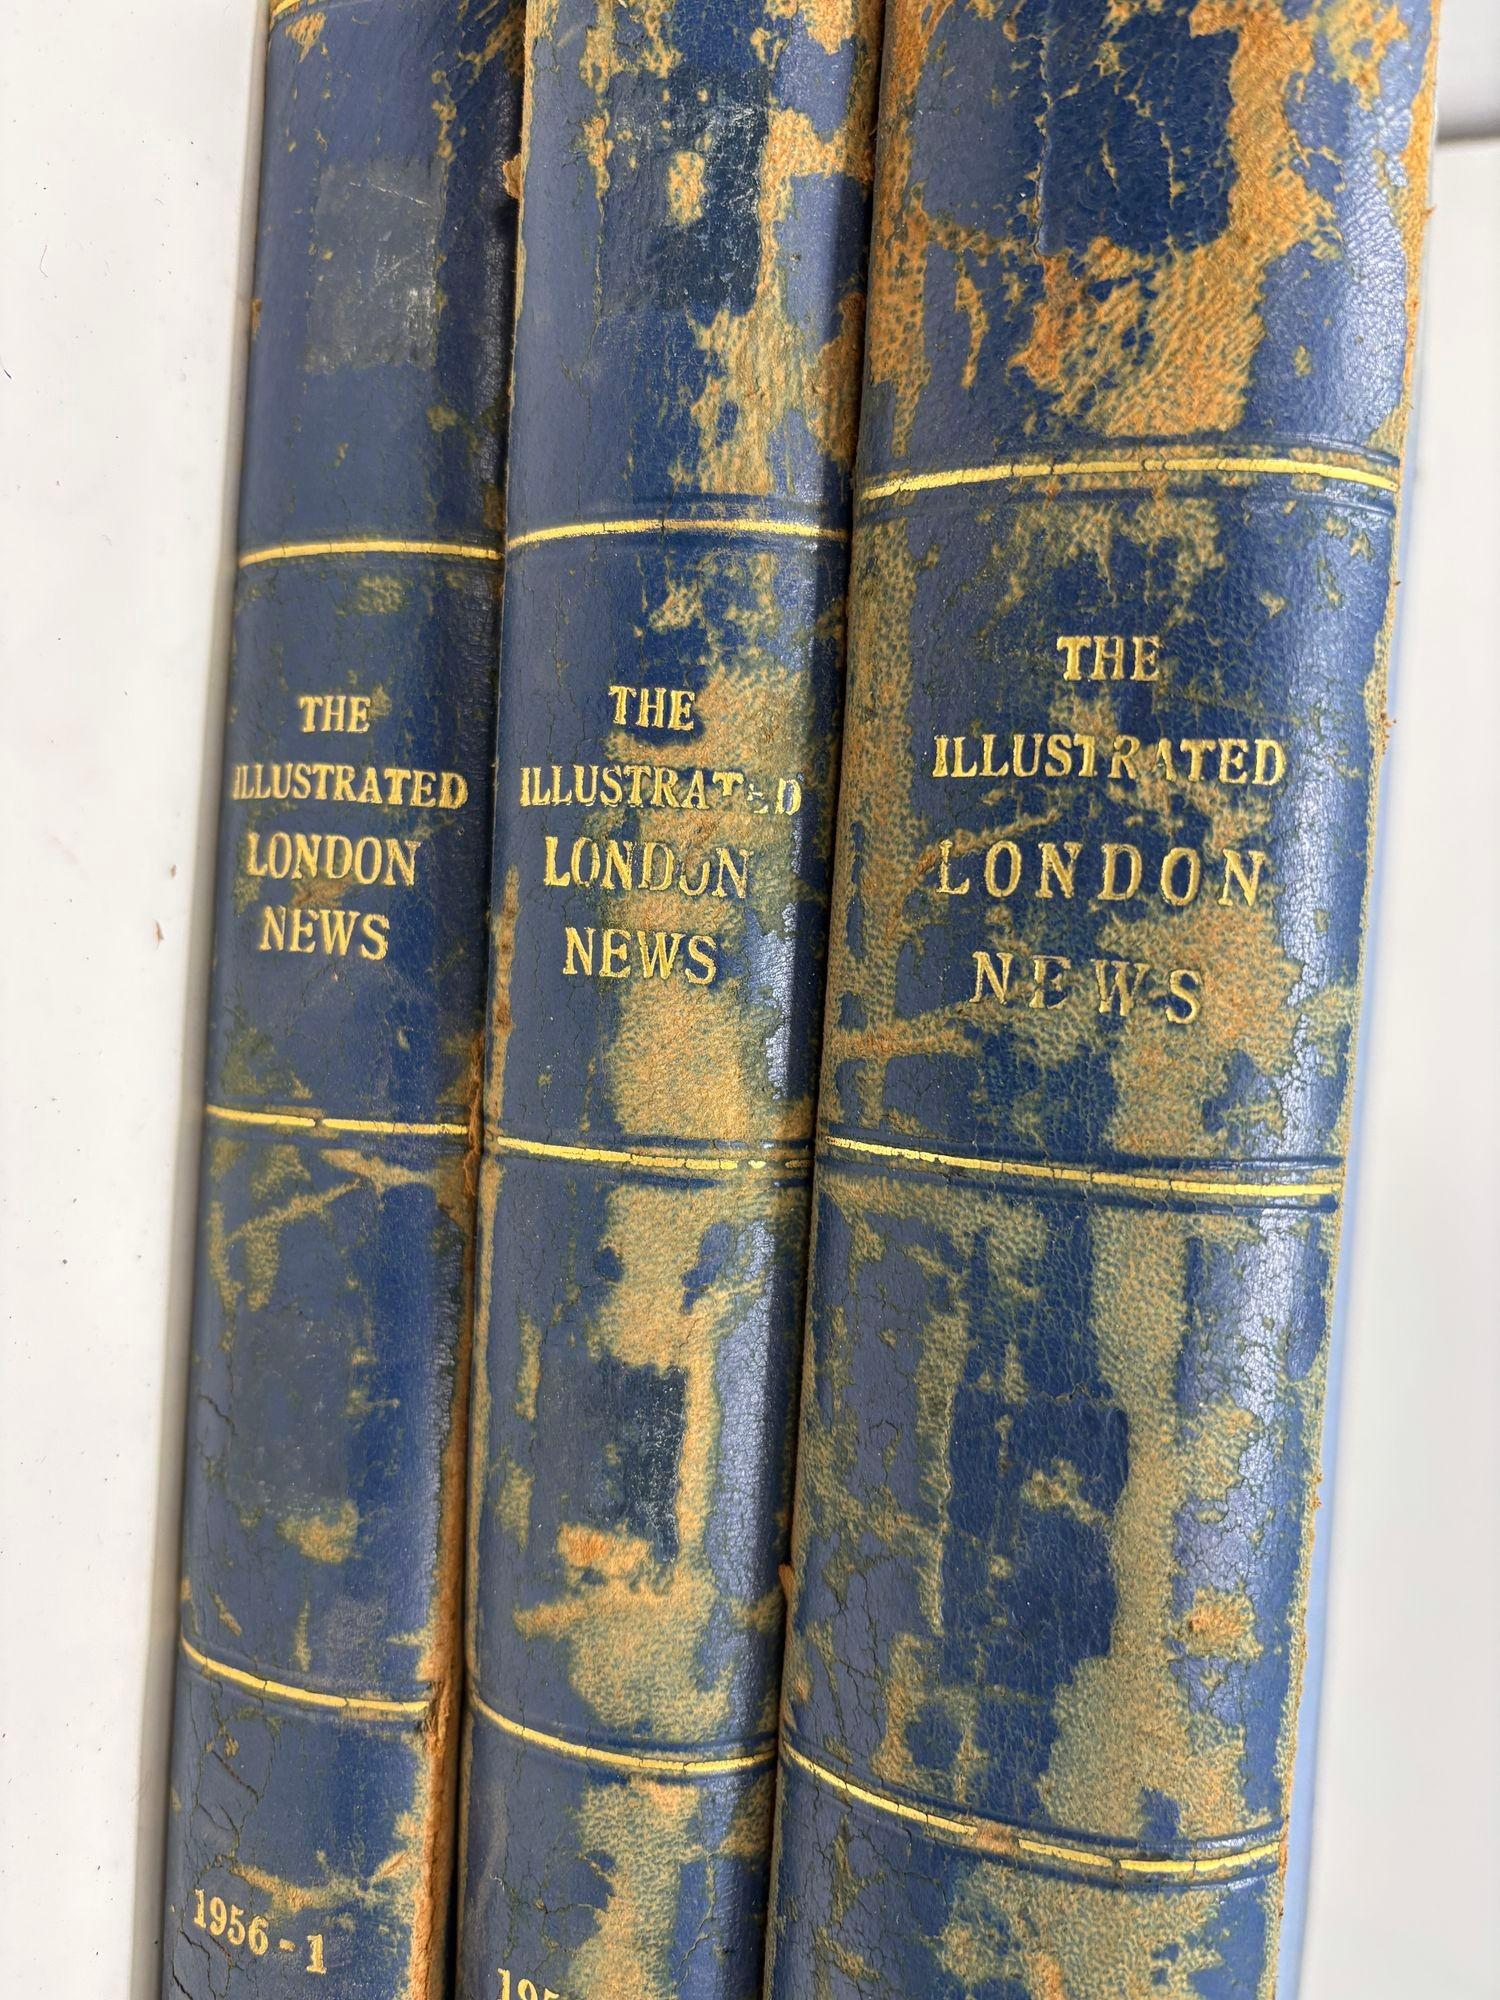 THE
ILLUSTRATED
LONDON
NEWS
1956-1
THE
ILLUSTRATED
LONDON
NEWS
THE
ILLUSTRATED
LONDON
NEWS